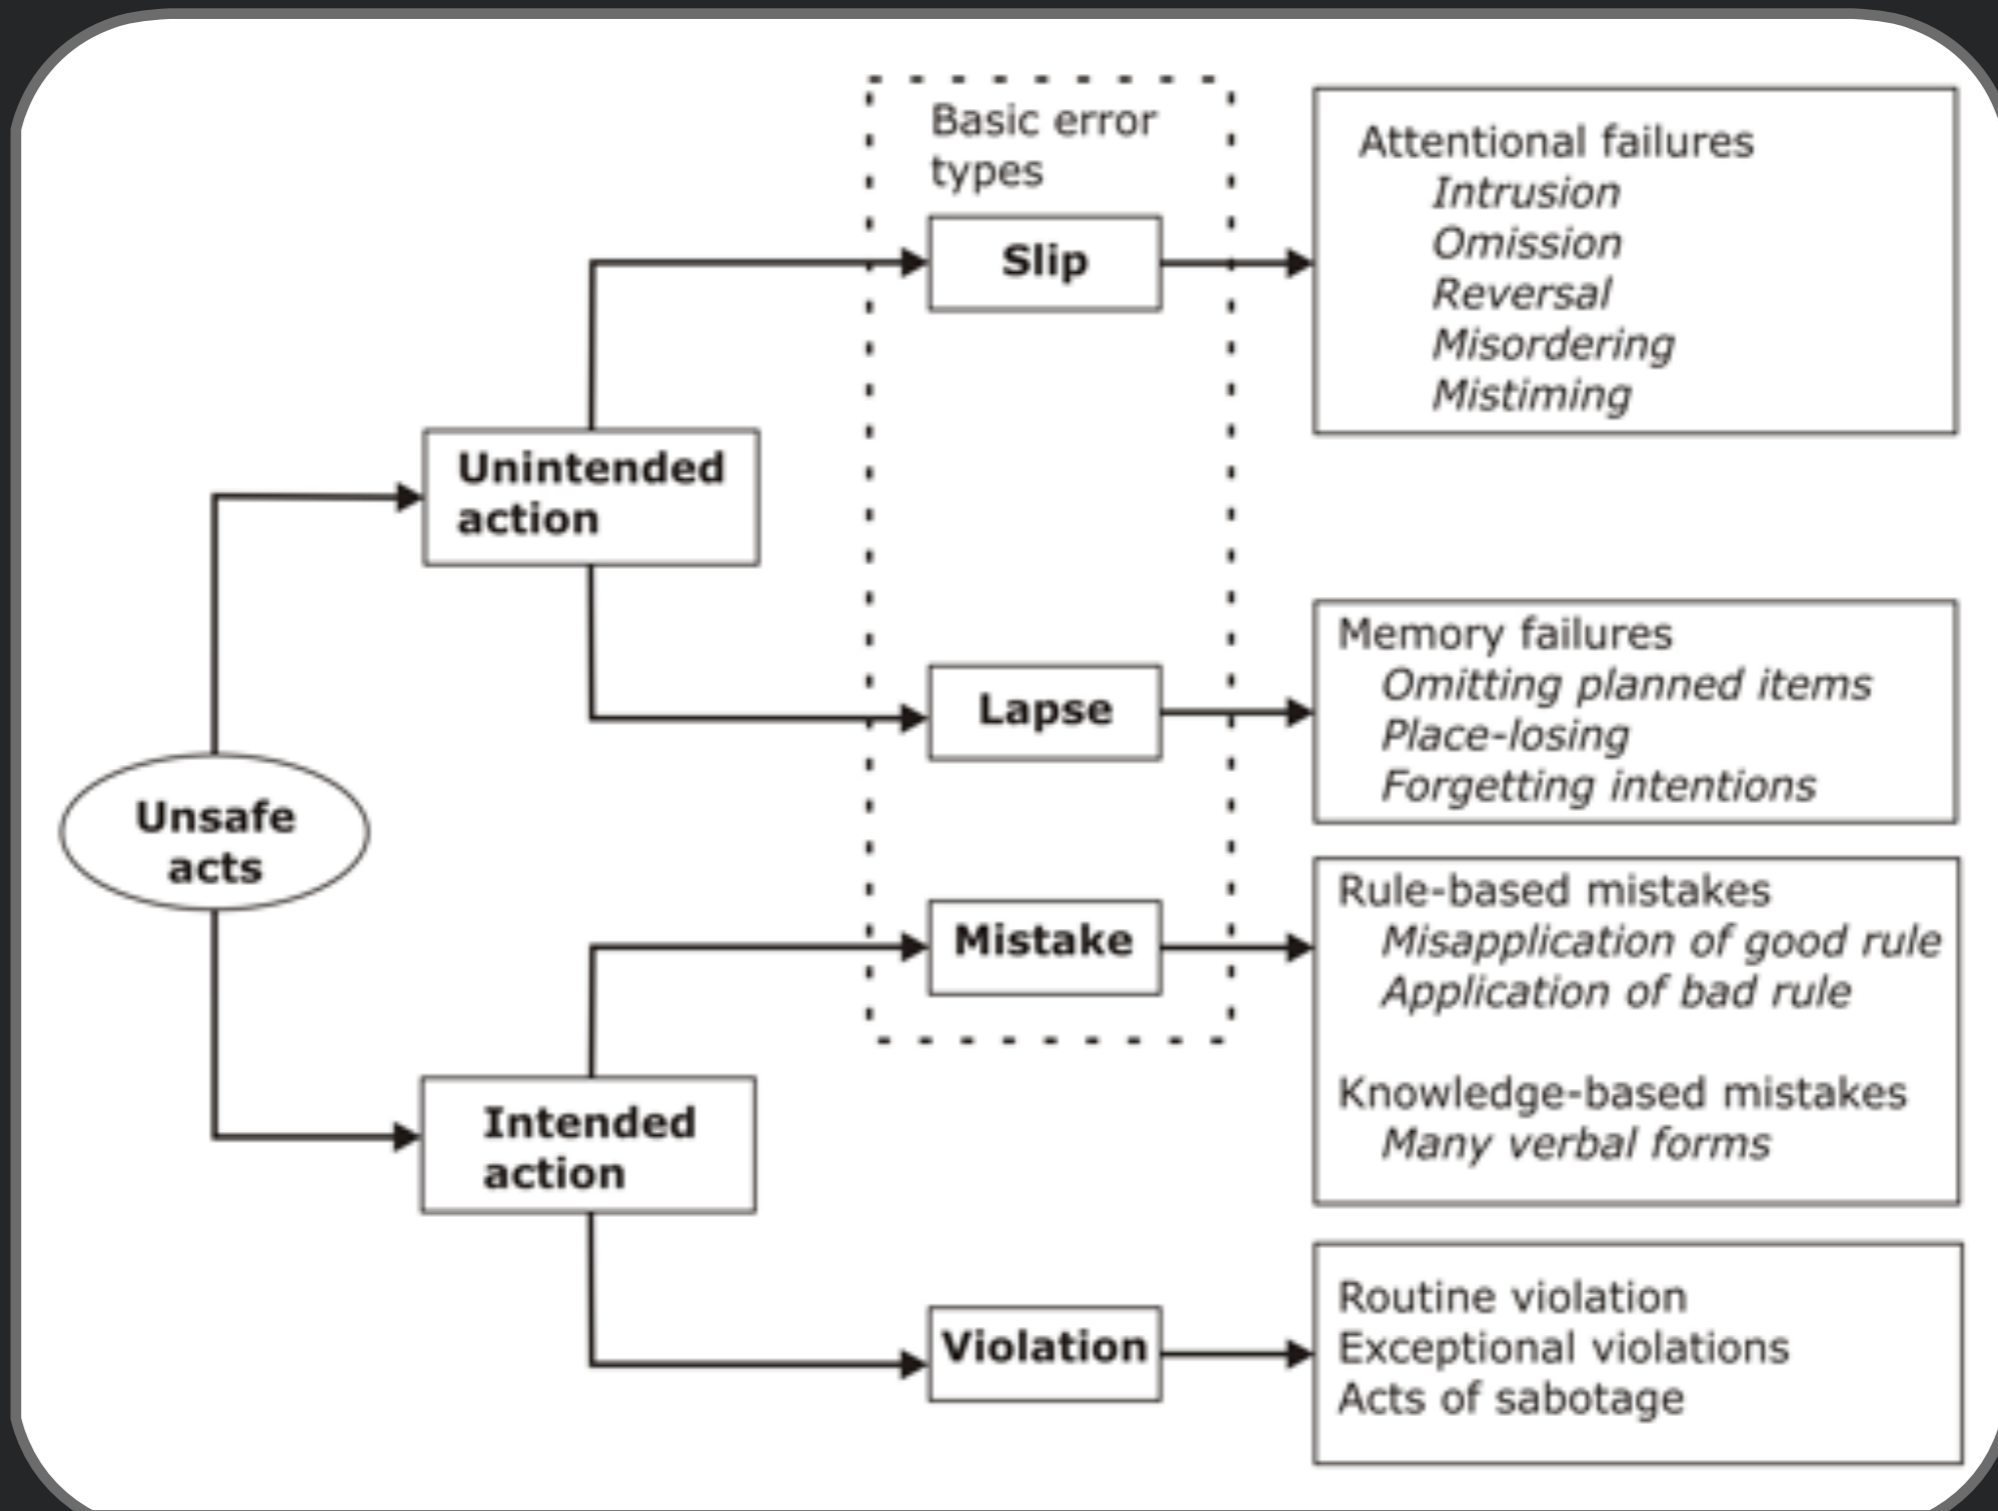 Basic error
types
Slip
Attentional failures
Intrusion
Omission
Reversal
Misordering
Mistiming
Unintended
action
Lapse
Memory failures
Omitting planned items
Place-losing
Forgetting intentions
Unsafe
acts
Mistake
Rule-based mistakes
Misapplication of good rule
Application of bad rule
Knowledge-based mistakes
Many verbal forms
Intended
action
Violation
Routine violation
Exceptional violations
Acts of sabotage